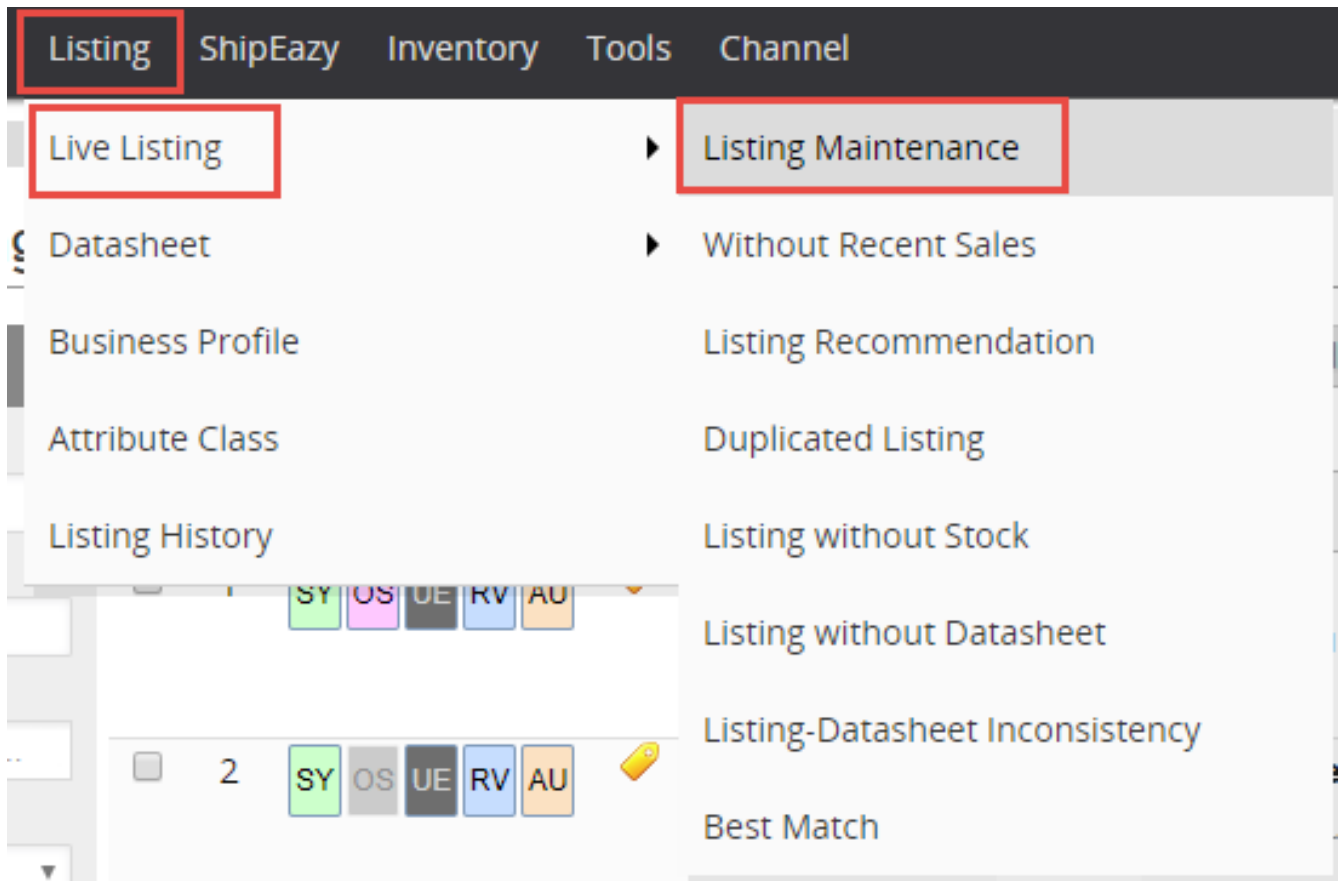 Listing ShipEazy Inventory Tools Channel
Live Listing
Datasheet
Business Profile
Attribute Class
Listing History
Listing Maintenance
Without Recent Sales
Listing Recommendation
Duplicated Listing
Listing without Stock
Listing without Datasheet
Listing-Datasheet Inconsistency
Best Match
SY OS UE RV AU
2 SY OS UE RV AU